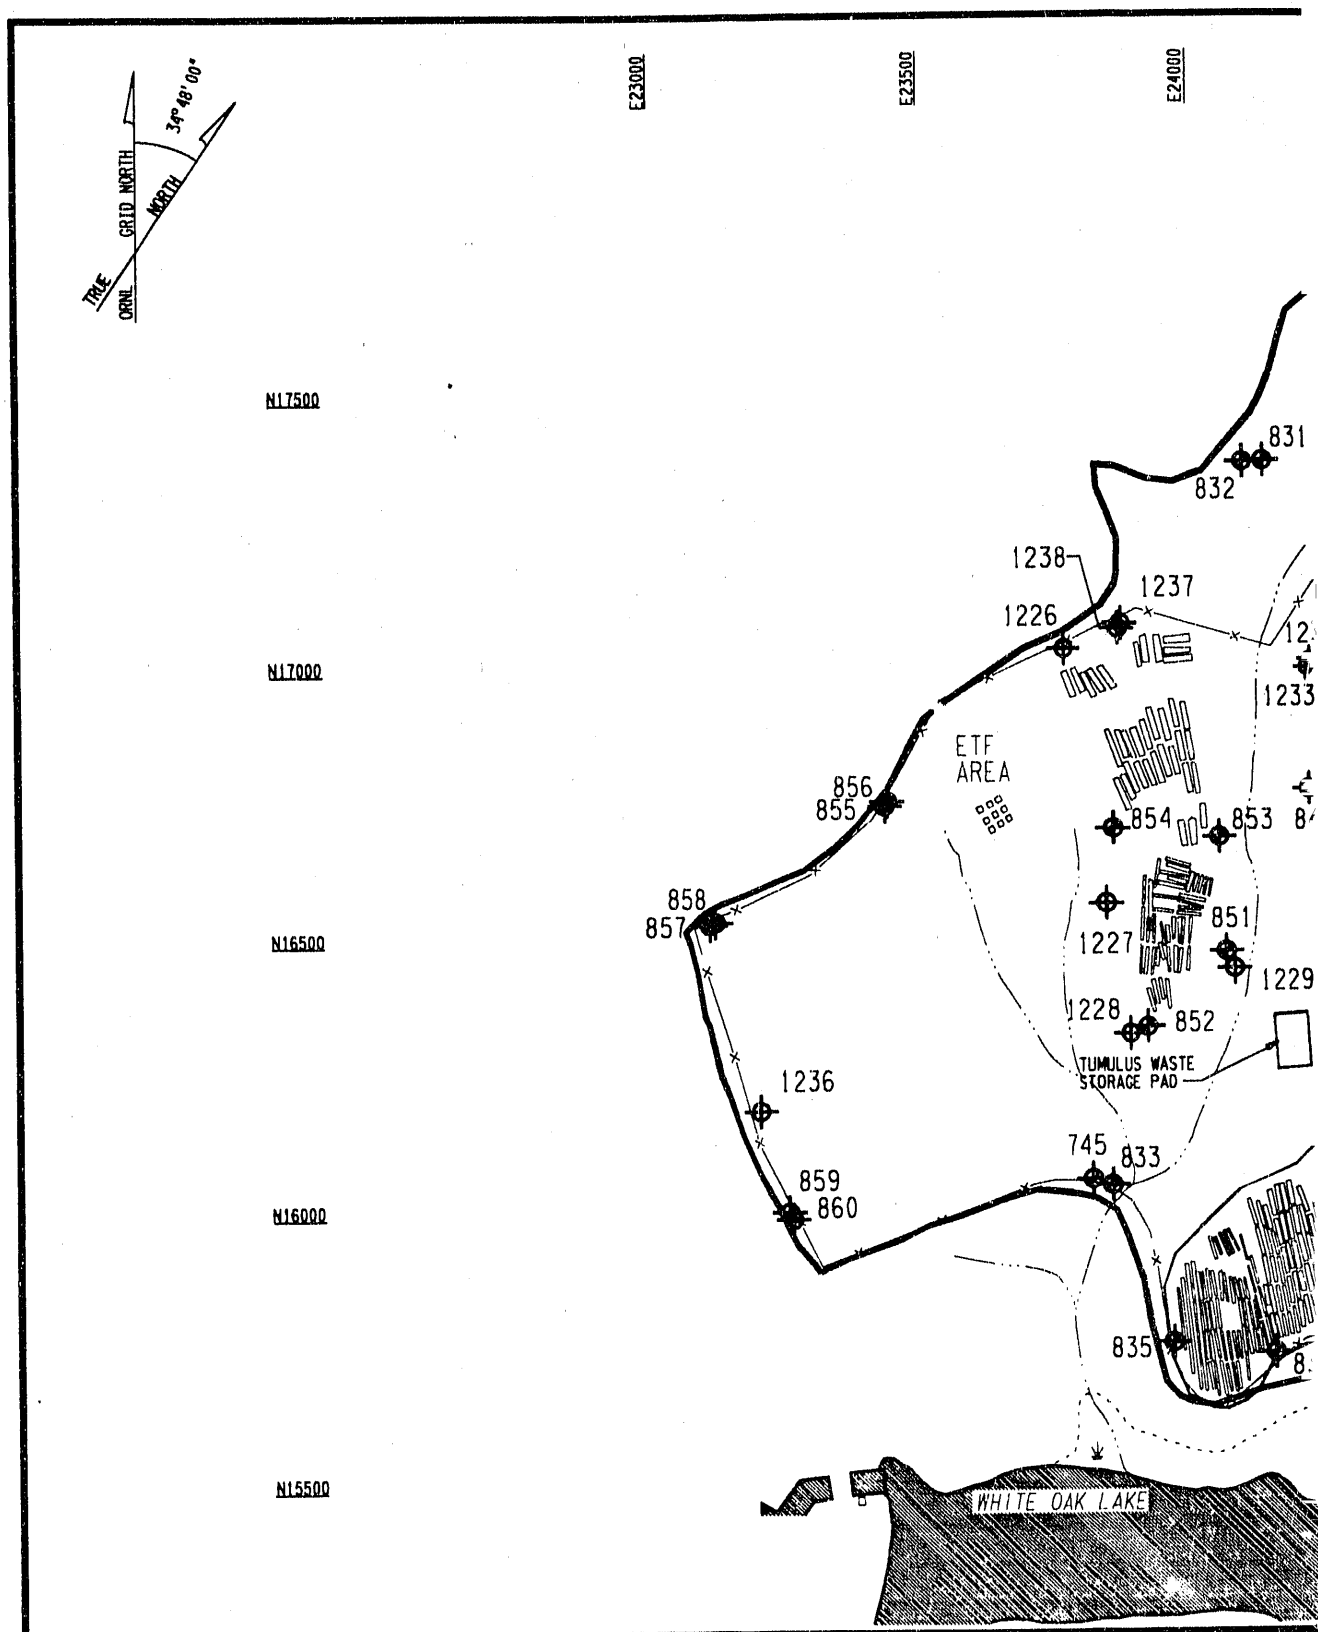 E23000
E23500
E24000
34° 48' 00"
ORNL GRID NORTH
TRUE NORTH
N17500
831
832
1238
1237
1226
N17000
1233
ETF
AREA
856
855
854
853
858
857
1227
851
N16500
1229
1228
852
TUMULUS WASTE
STORAGE PAD
1236
745
833
859
860
N16000
835
N15500
WHITE OAK LAKE